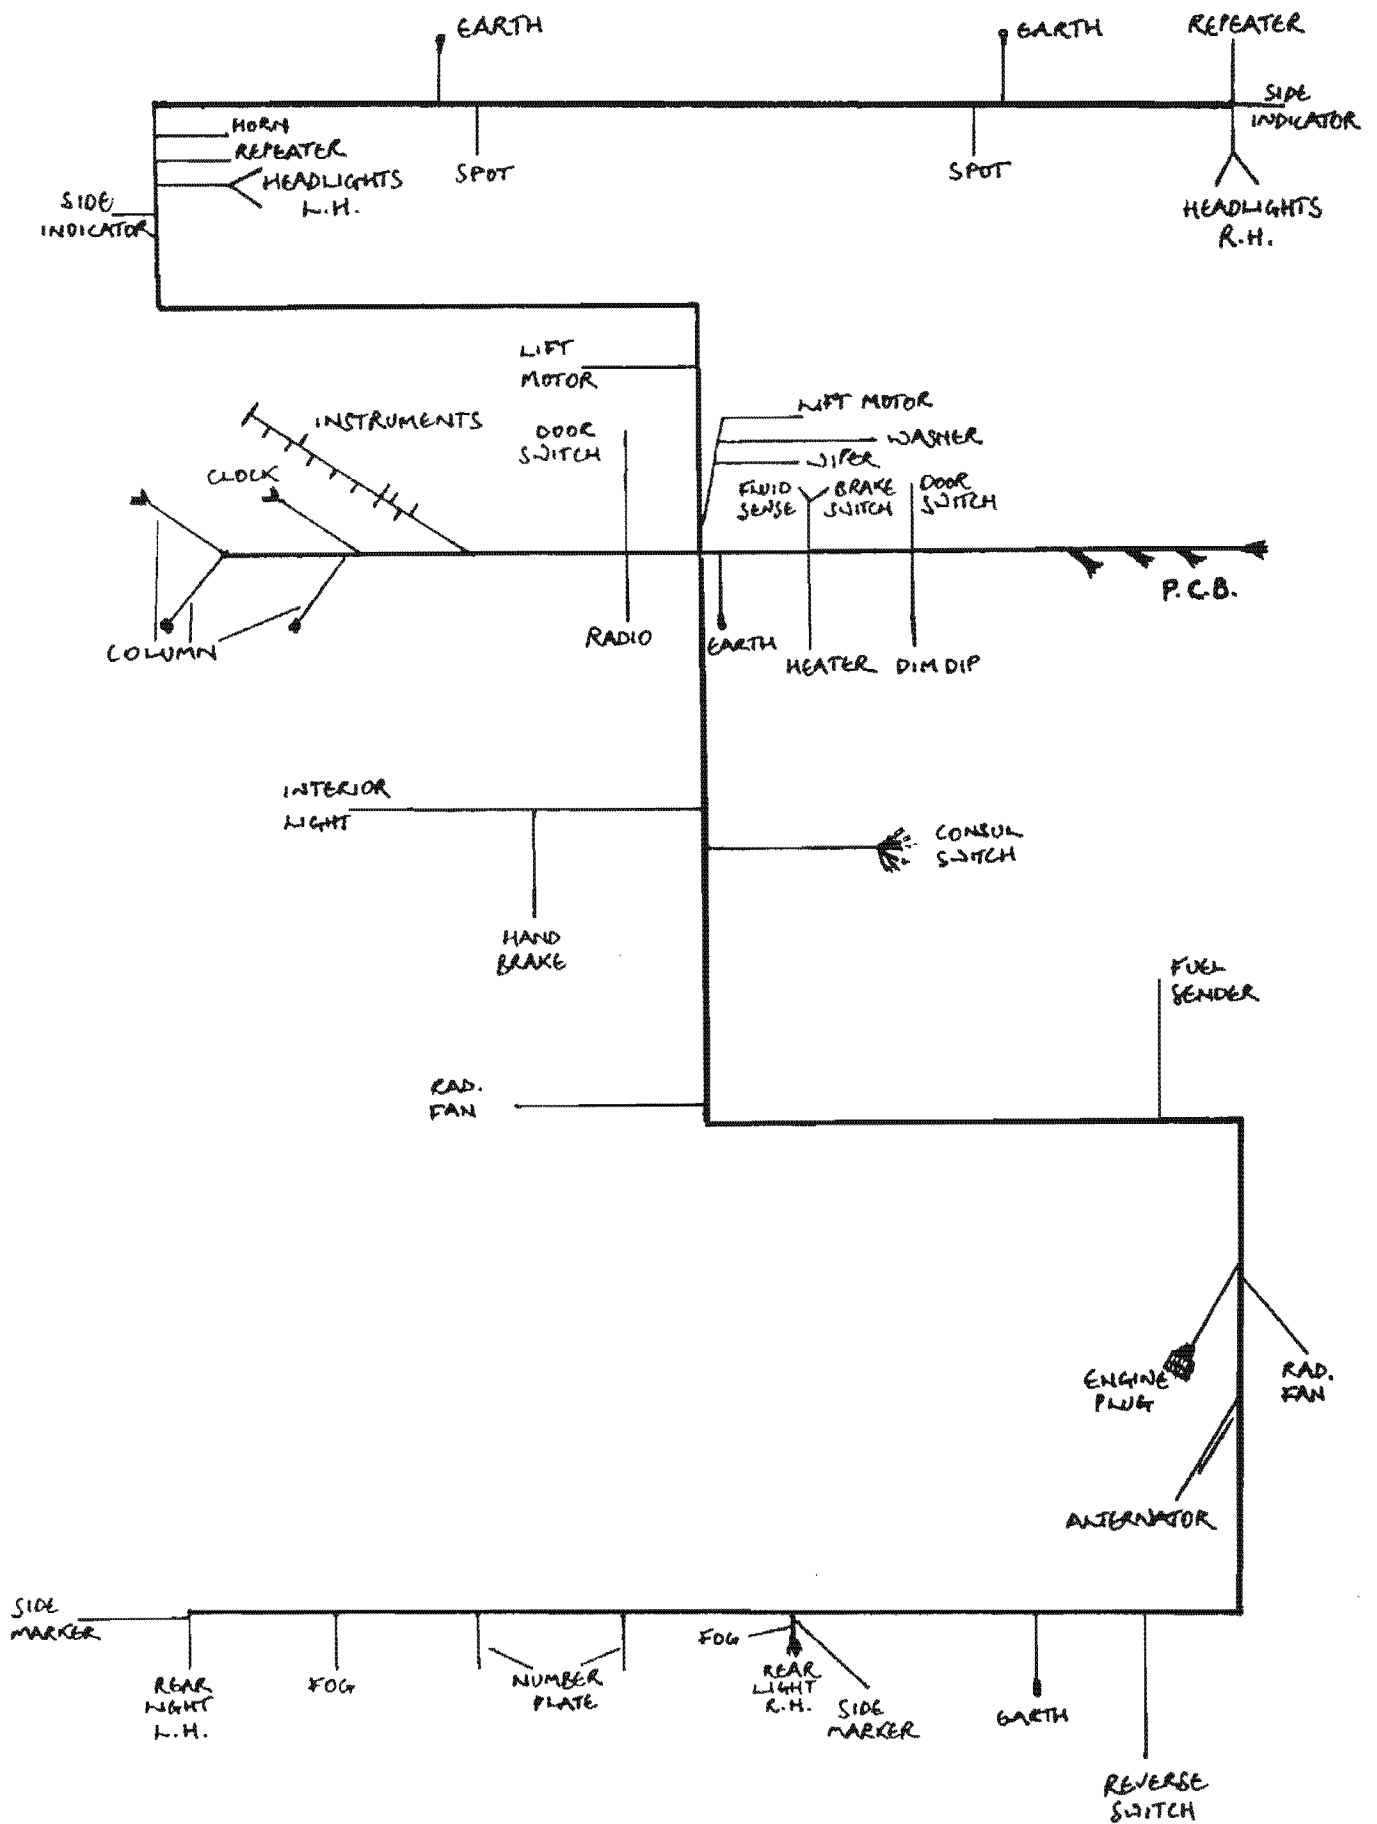 EARTH
EARTH
REPEATER
SIDE
INDICATOR
HORN
REPEATER
HEADLIGHTS
L.H.
SPOT
SPOT
SIDE
INDICATOR
HEADLIGHTS
R.H.
LIFT
MOTOR
INSTRUMENTS
DOOR
SWITCH
LIFT MOTOR
WASHER
WIPER
CLOCK
FLUID
SENSE
BRAKE
SWITCH
DOOR
SWITCH
P.C.B.
COLUMN
RADIO
EARTH
HEATER
DIM DIP
INTERIOR
LIGHT
CONSUL
SWITCH
HAND
BRAKE
FUEL
SENDER
RAD.
FAN
ENGINE
PLUG
RAD.
FAN
ALTERNATOR
SIDE
MARKER
REAR
LIGHT
L.H.
FOG
NUMBER
PLATE
FOG
REAR
LIGHT
R.H.
SIDE
MARKER
EARTH
REVERSE
SWITCH